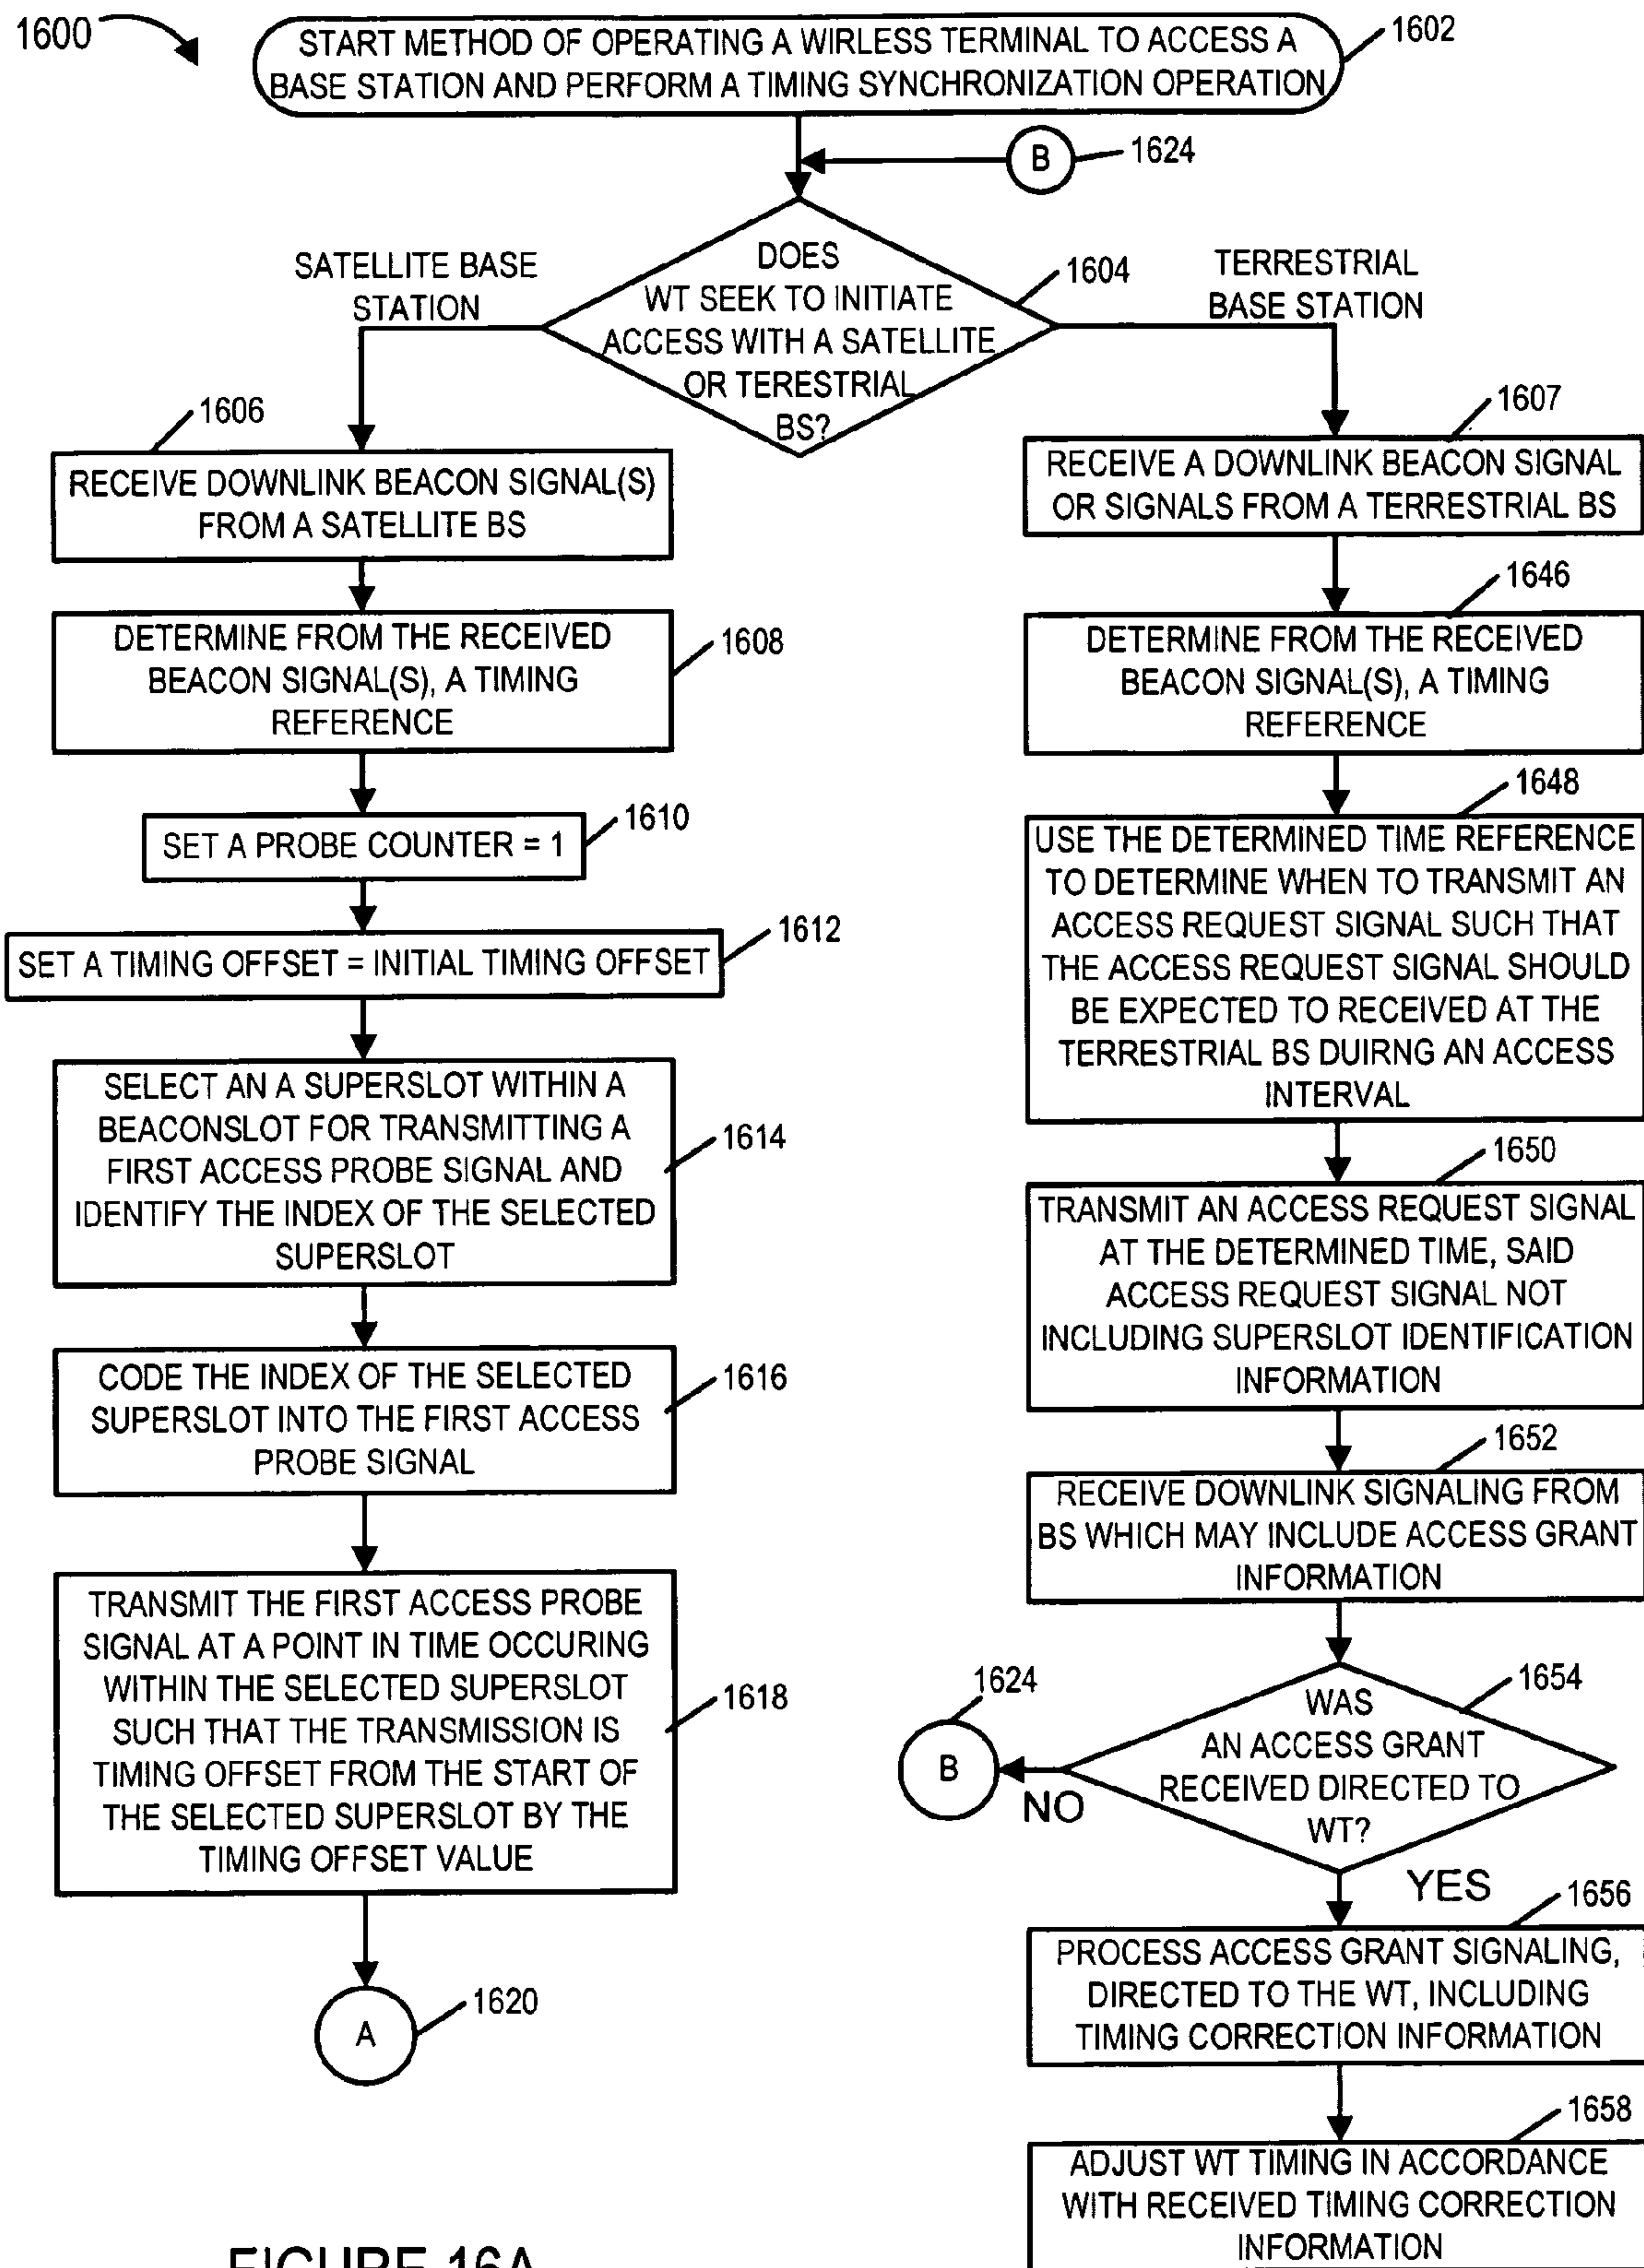 1600
START METHOD OF OPERATING A WIRLESS TERMINAL TO ACCESS A
BASE STATION AND PERFORM A TIMING SYNCHRONIZATION OPERATION
1602
B
1624
SATELLITE BASE
STATION
DOES
WT SEEK TO INITIATE
ACCESS WITH A SATELLITE
OR TERESTRIAL
BS?
1604
TERRESTRIAL
BASE STATION
1606
RECEIVE DOWNLINK BEACON SIGNAL(S)
FROM A SATELLITE BS
DETERMINE FROM THE RECEIVED
BEACON SIGNAL(S), A TIMING
REFERENCE
1608
SET A PROBE COUNTER = 1
1610
SET A TIMING OFFSET = INITIAL TIMING OFFSET
1612
SELECT AN A SUPERSLOT WITHIN A
BEACONSLOT FOR TRANSMITTING A
FIRST ACCESS PROBE SIGNAL AND
IDENTIFY THE INDEX OF THE SELECTED
SUPERSLOT
1614
CODE THE INDEX OF THE SELECTED
SUPERSLOT INTO THE FIRST ACCESS
PROBE SIGNAL
1616
TRANSMIT THE FIRST ACCESS PROBE
SIGNAL AT A POINT IN TIME OCCURING
WITHIN THE SELECTED SUPERSLOT
SUCH THAT THE TRANSMISSION IS
TIMING OFFSET FROM THE START OF
THE SELECTED SUPERSLOT BY THE
TIMING OFFSET VALUE
1618
A
1620
1607
RECEIVE A DOWNLINK BEACON SIGNAL
OR SIGNALS FROM A TERRESTRIAL BS
1646
DETERMINE FROM THE RECEIVED
BEACON SIGNAL(S), A TIMING
REFERENCE
1648
USE THE DETERMINED TIME REFERENCE
TO DETERMINE WHEN TO TRANSMIT AN
ACCESS REQUEST SIGNAL SUCH THAT
THE ACCESS REQUEST SIGNAL SHOULD
BE EXPECTED TO RECEIVED AT THE
TERRESTRIAL BS DUIRNG AN ACCESS
INTERVAL
1650
TRANSMIT AN ACCESS REQUEST SIGNAL
AT THE DETERMINED TIME, SAID
ACCESS REQUEST SIGNAL NOT
INCLUDING SUPERSLOT IDENTIFICATION
INFORMATION
1652
RECEIVE DOWNLINK SIGNALING FROM
BS WHICH MAY INCLUDE ACCESS GRANT
INFORMATION
1654
WAS
AN ACCESS GRANT
RECEIVED DIRECTED TO
WT?
1624
B
NO
YES
1656
PROCESS ACCESS GRANT SIGNALING,
DIRECTED TO THE WT, INCLUDING
TIMING CORRECTION INFORMATION
1658
ADJUST WT TIMING IN ACCORDANCE
WITH RECEIVED TIMING CORRECTION
INFORMATION
FIGURE 16A